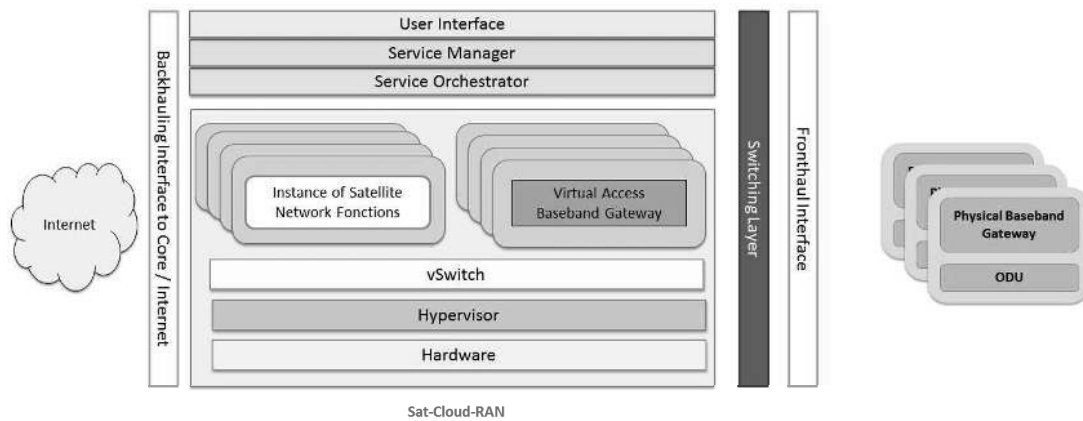 User Interface
Service Manager
Service Orchestrator
Backhauling Interface to Core / Internet
Internet
Instance of Satellite
Network Fonctions
Virtual Access
Baseband Gateway
vSwitch
Hypervisor
Hardware
Switching Layer
Fronthaul Interface
Physical Baseband
Gateway
ODU
Sat-Cloud-RAN